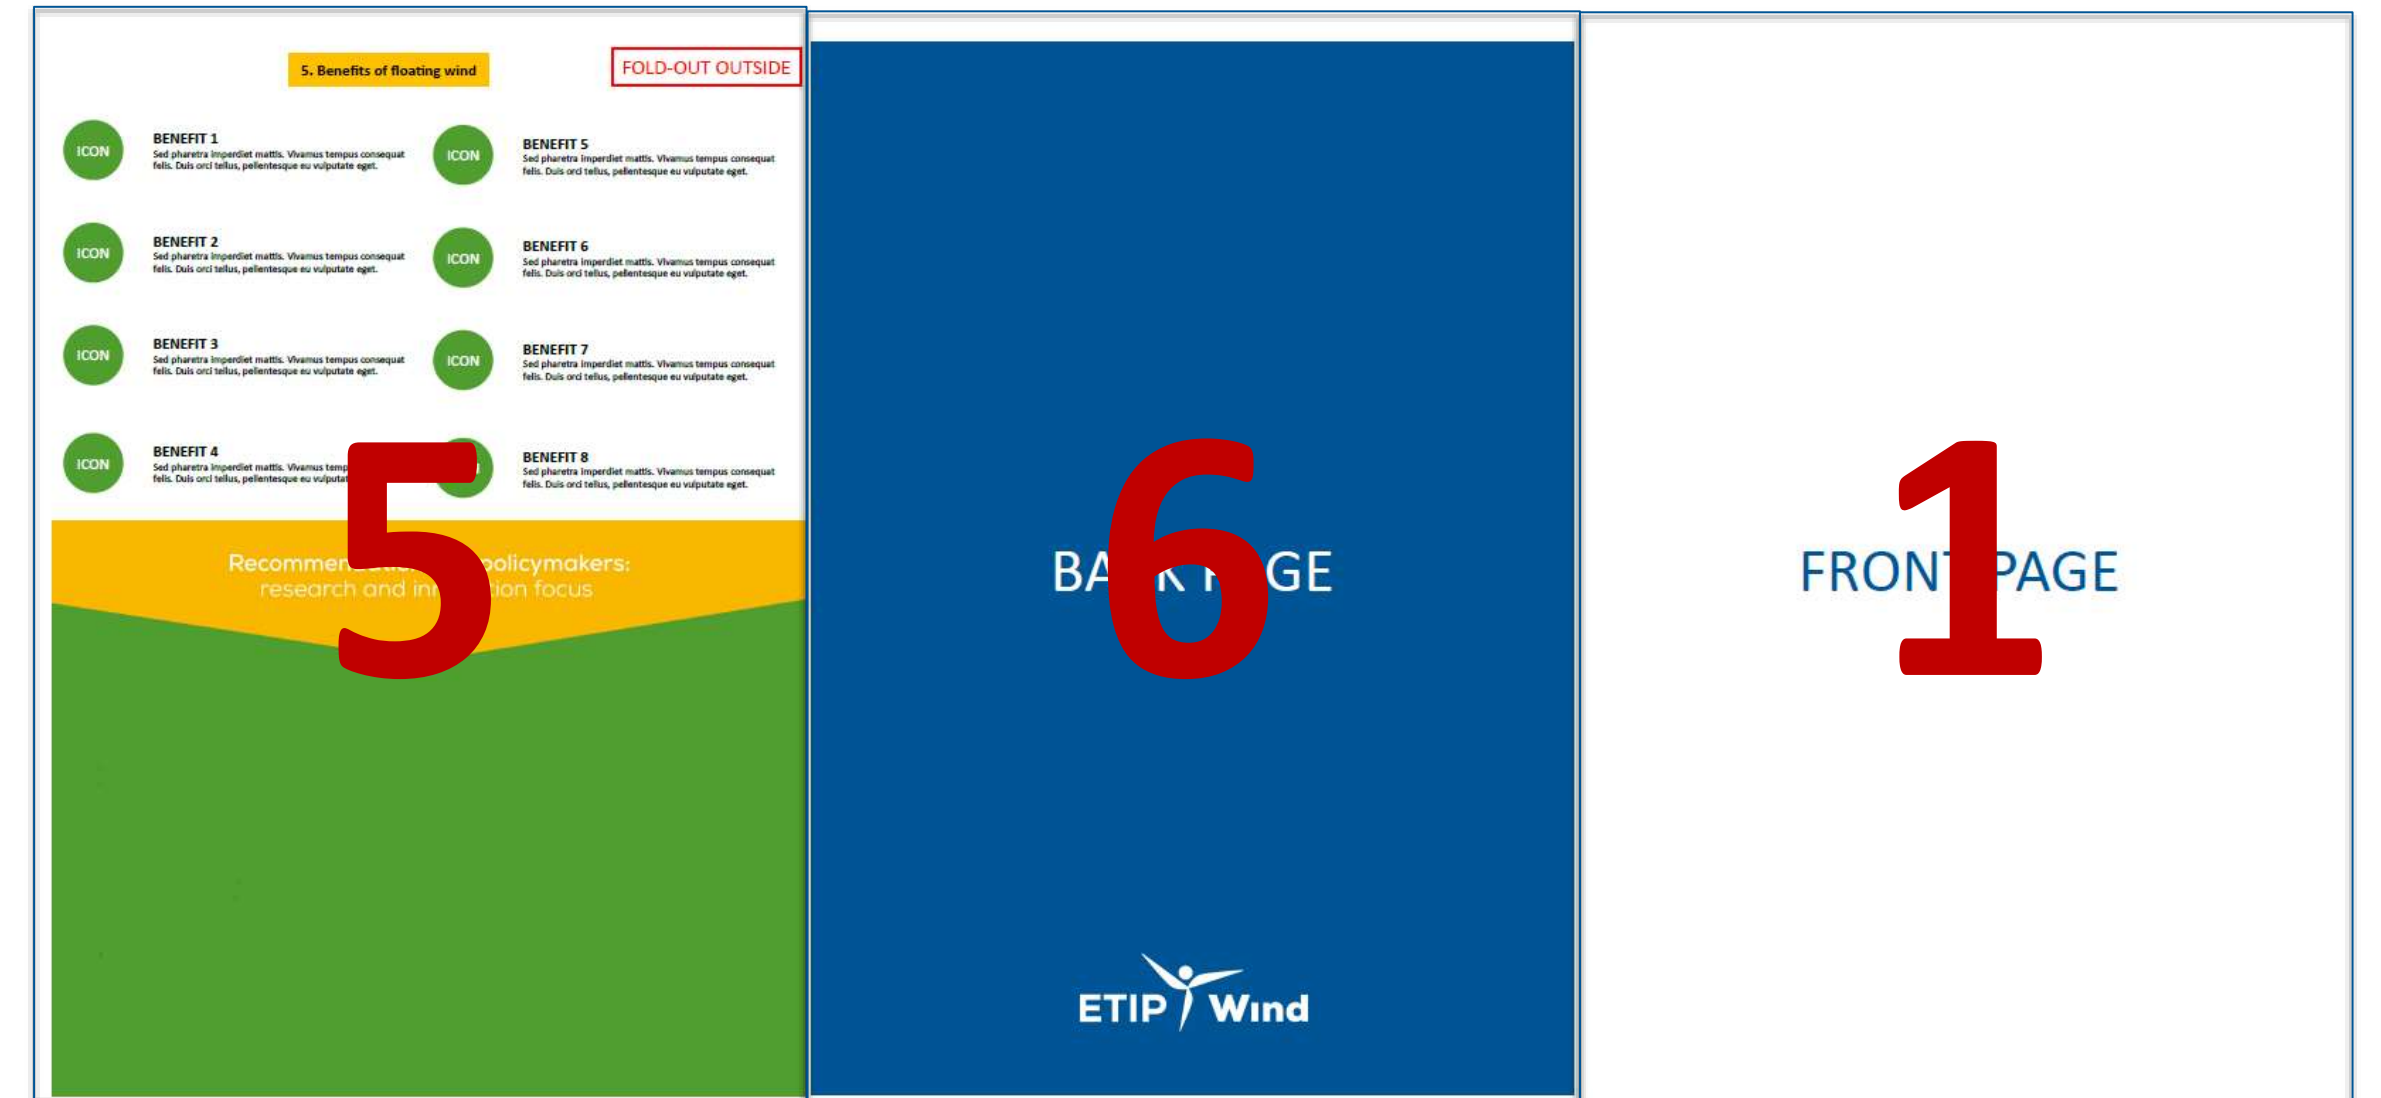 5. Benefits of floating wind
FOLD-OUT OUTSIDE
ICON
BENEFIT 1
Sed pharetra imperdiet mattis. Vivamus tempus consequat
felis. Duis orci tellus, pellentesque eu vulputate eget.
ICON
BENEFIT 2
Sed pharetra imperdiet mattis. Vivamus tempus consequat
felis. Duis orci tellus, pellentesque eu vulputate eget.
ICON
BENEFIT 3
Sed pharetra imperdiet mattis. Vivamus tempus consequat
felis. Duis orci tellus, pellentesque eu vulputate eget.
ICON
BENEFIT 4
Sed pharetra imperdiet mattis. Vivamus
felis. Duis orci tellus, pellentesque eu
ICON
BENEFIT 5
Sed pharetra imperdiet mattis. Vivamus tempus consequat
felis. Duis orci tellus, pellentesque eu vulputate eget.
ICON
BENEFIT 6
Sed pharetra imperdiet mattis. Vivamus tempus consequat
felis. Duis orci tellus, pellentesque eu vulputate eget.
ICON
BENEFIT 7
Sed pharetra imperdiet mattis. Vivamus tempus consequat
felis. Duis orci tellus, pellentesque eu vulputate eget.
BENEFIT 8
Sed pharetra imperdiet mattis. Vivamus tempus consequat
felis. Duis orci tellus, pellentesque eu vulputate eget.
policymakers:
research and focus
5
BACK PAGE
6
ETIP Wind
FRONT PAGE
1